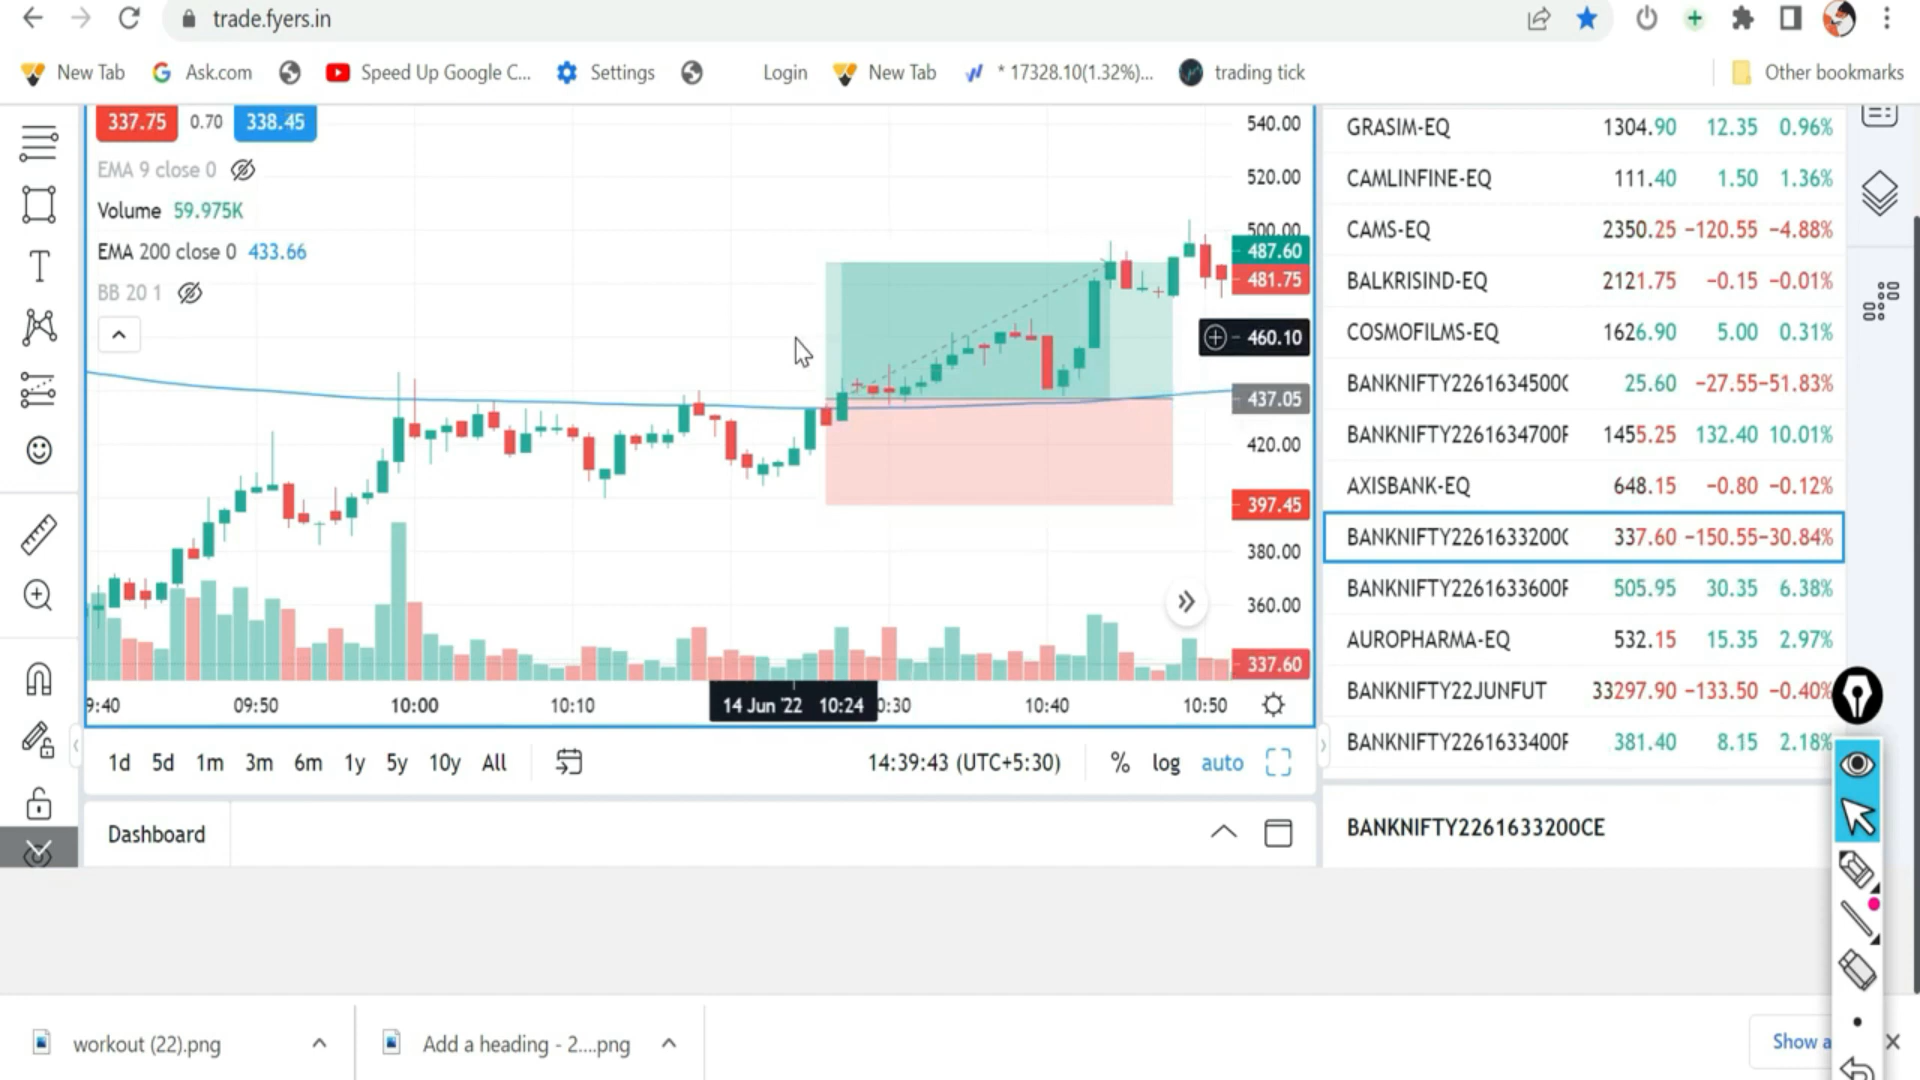 trade.fyers.in
New Tab
Ask.com
Speed Up Google C...
Settings
Login
New Tab
* 17328.10(1.32%)...
trading tick
Other bookmarks
337.75 0.70 338.45
EMA 9 close 0
Volume 59.975K
EMA 200 close 0 433.66
BB 20 1
540.00
520.00
500.00
487.60
481.75
460.10
437.05
420.00
397.45
380.00
360.00
337.60
9:40 09:50 10:00 10:10 14 Jun '22 10:24 0:30 10:40 10:50
1d 5d 1m 3m 6m 1y 5y 10y All
14:39:43 (UTC+5:30) % log auto
Dashboard
GRASIM-EQ 1304.90 12.35 0.96%
CAMLINFINE-EQ 111.40 1.50 1.36%
CAMS-EQ 2350.25 −120.55 −4.88%
BALKRISIND-EQ 2121.75 −0.15 −0.01%
COSMOFILMS-EQ 1626.90 5.00 0.31%
BANKNIFTY2261634500C 25.60 −27.55 −51.83%
BANKNIFTY2261634700P 1455.25 132.40 10.01%
AXISBANK-EQ 648.15 −0.80 −0.12%
BANKNIFTY2261633200C 337.60 −150.55 −30.84%
BANKNIFTY2261633600P 505.95 30.35 6.38%
AUROPHARMA-EQ 532.15 15.35 2.97%
BANKNIFTY22JUNFUT 33297.90 −133.50 −0.40%
BANKNIFTY2261633400P 381.40 8.15 2.18%
BANKNIFTY2261633200CE
workout (22).png
Add a heading - 2....png
Show a